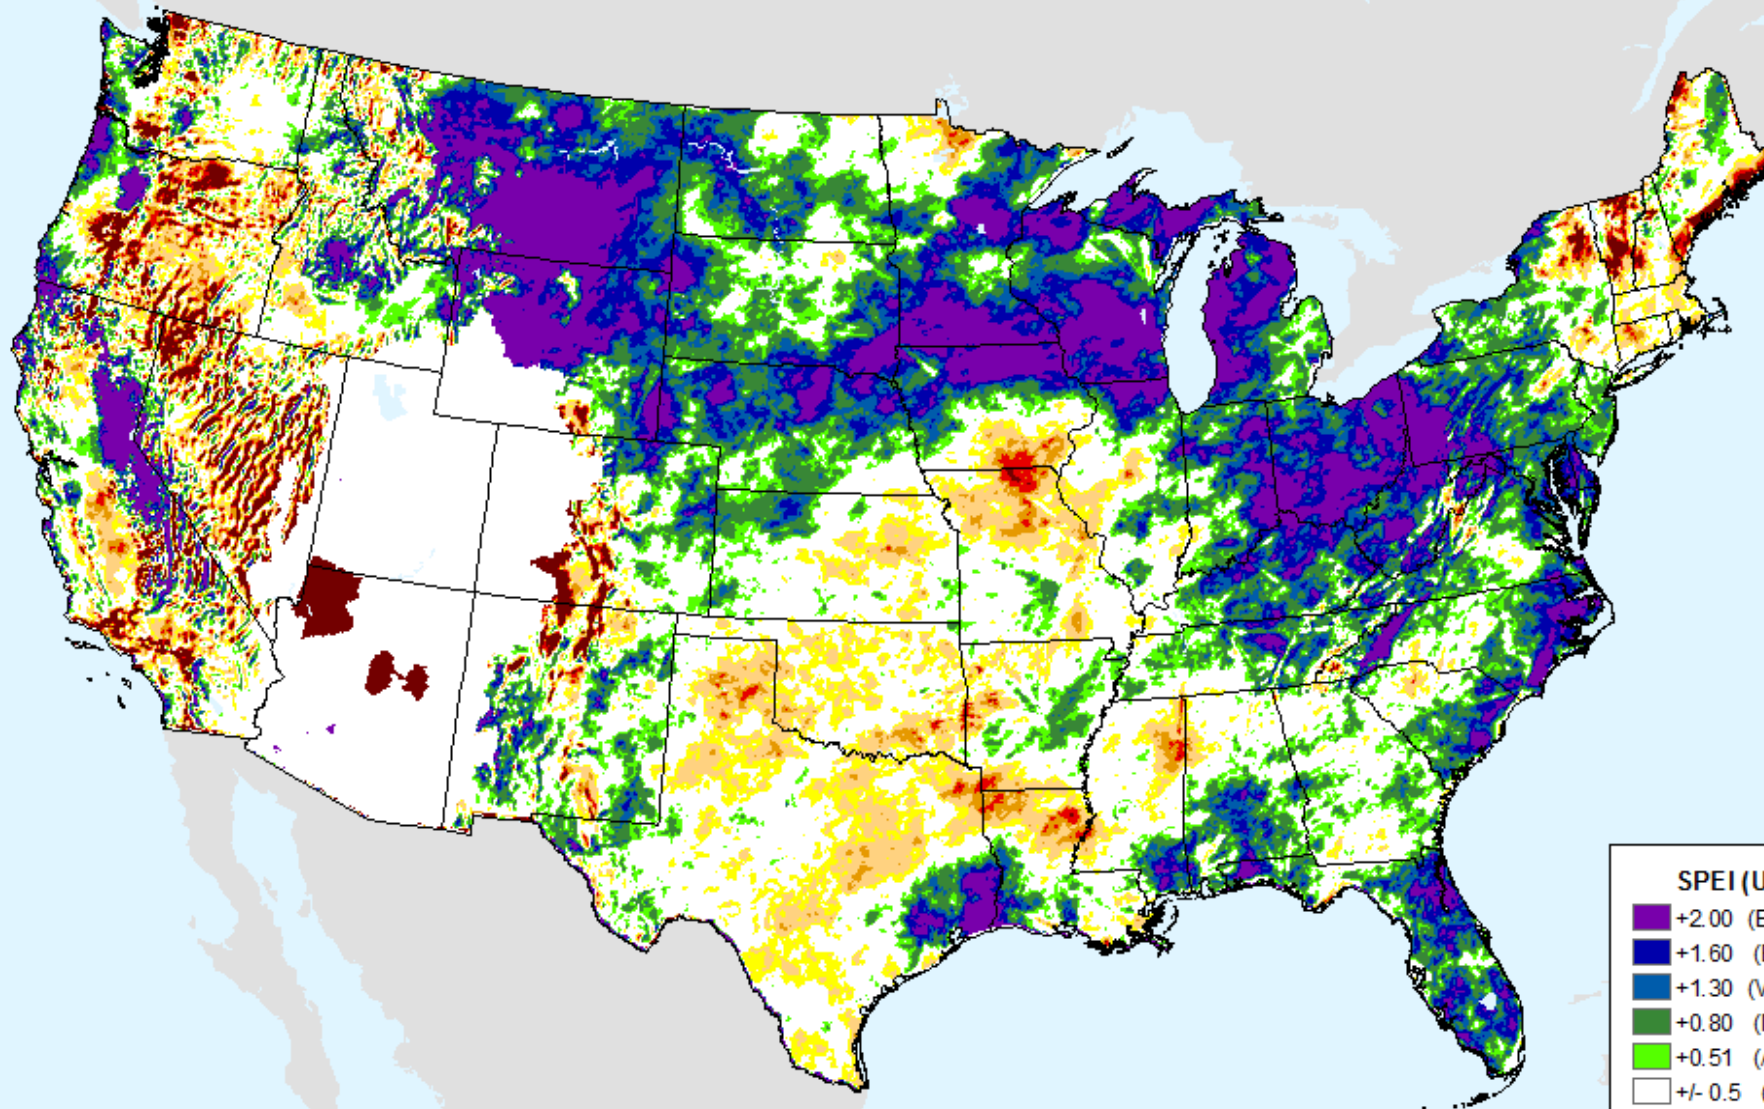 SPEI (U
+2.00 (E
+1.60 (
+1.30 (V
+0.80 (
+0.51 (
+/- 0.5 (